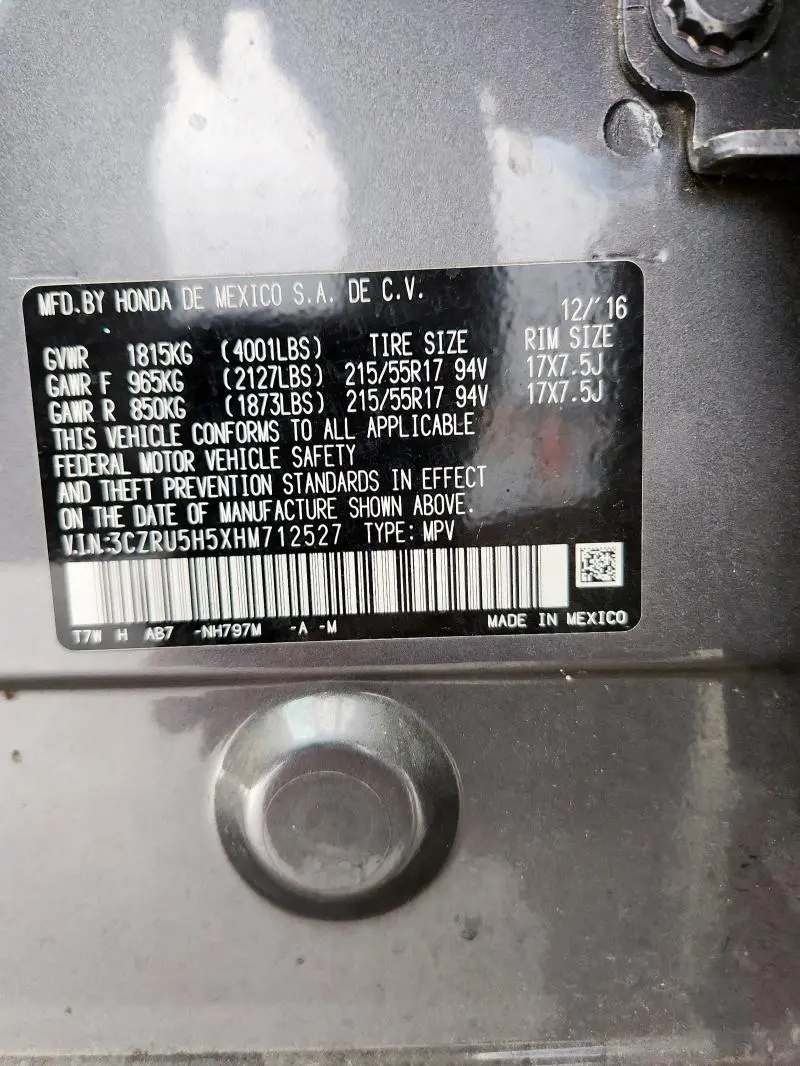 MFD.BY HONDA DE MEXICO S.A. DE C.V.
12/'16
GVWR 1815KG (4001LBS) TIRE SIZE RIM SIZE
GAWR F 965KG (2127LBS) 215/55R17 94V 17X7.5J
GAWR R 850KG (1873LBS) 215/55R17 94V 17X7.5J
THIS VEHICLE CONFORMS TO ALL APPLICABLE
FEDERAL MOTOR VEHICLE SAFETY
AND THEFT PREVENTION STANDARDS IN EFFECT
ON THE DATE OF MANUFACTURE SHOWN ABOVE.
V.I.N:3CZRU5H5XHM712527 TYPE: MPV
T7W H AB7 -NH797M -A -M MADE IN MEXICO